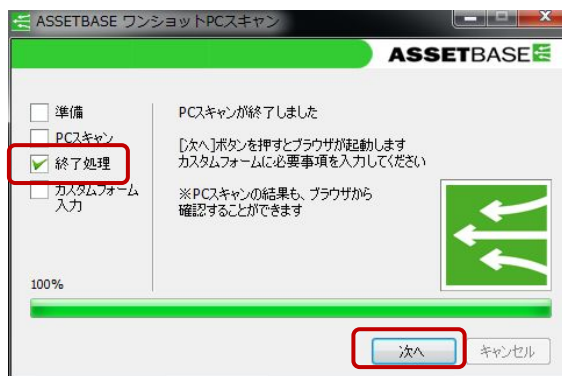 ASSETBASE ワンショットPCスキャン
ASSETBASE
準備
PCスキャン
終了処理
カスタムフォーム
入力
PCスキャンが終了しました
[次へ]ボタンを押すとブラウザが起動します
カスタムフォームに必要事項を入力してください
※PCスキャンの結果も、ブラウザから
確認することができます
100%
次へ
キャンセル